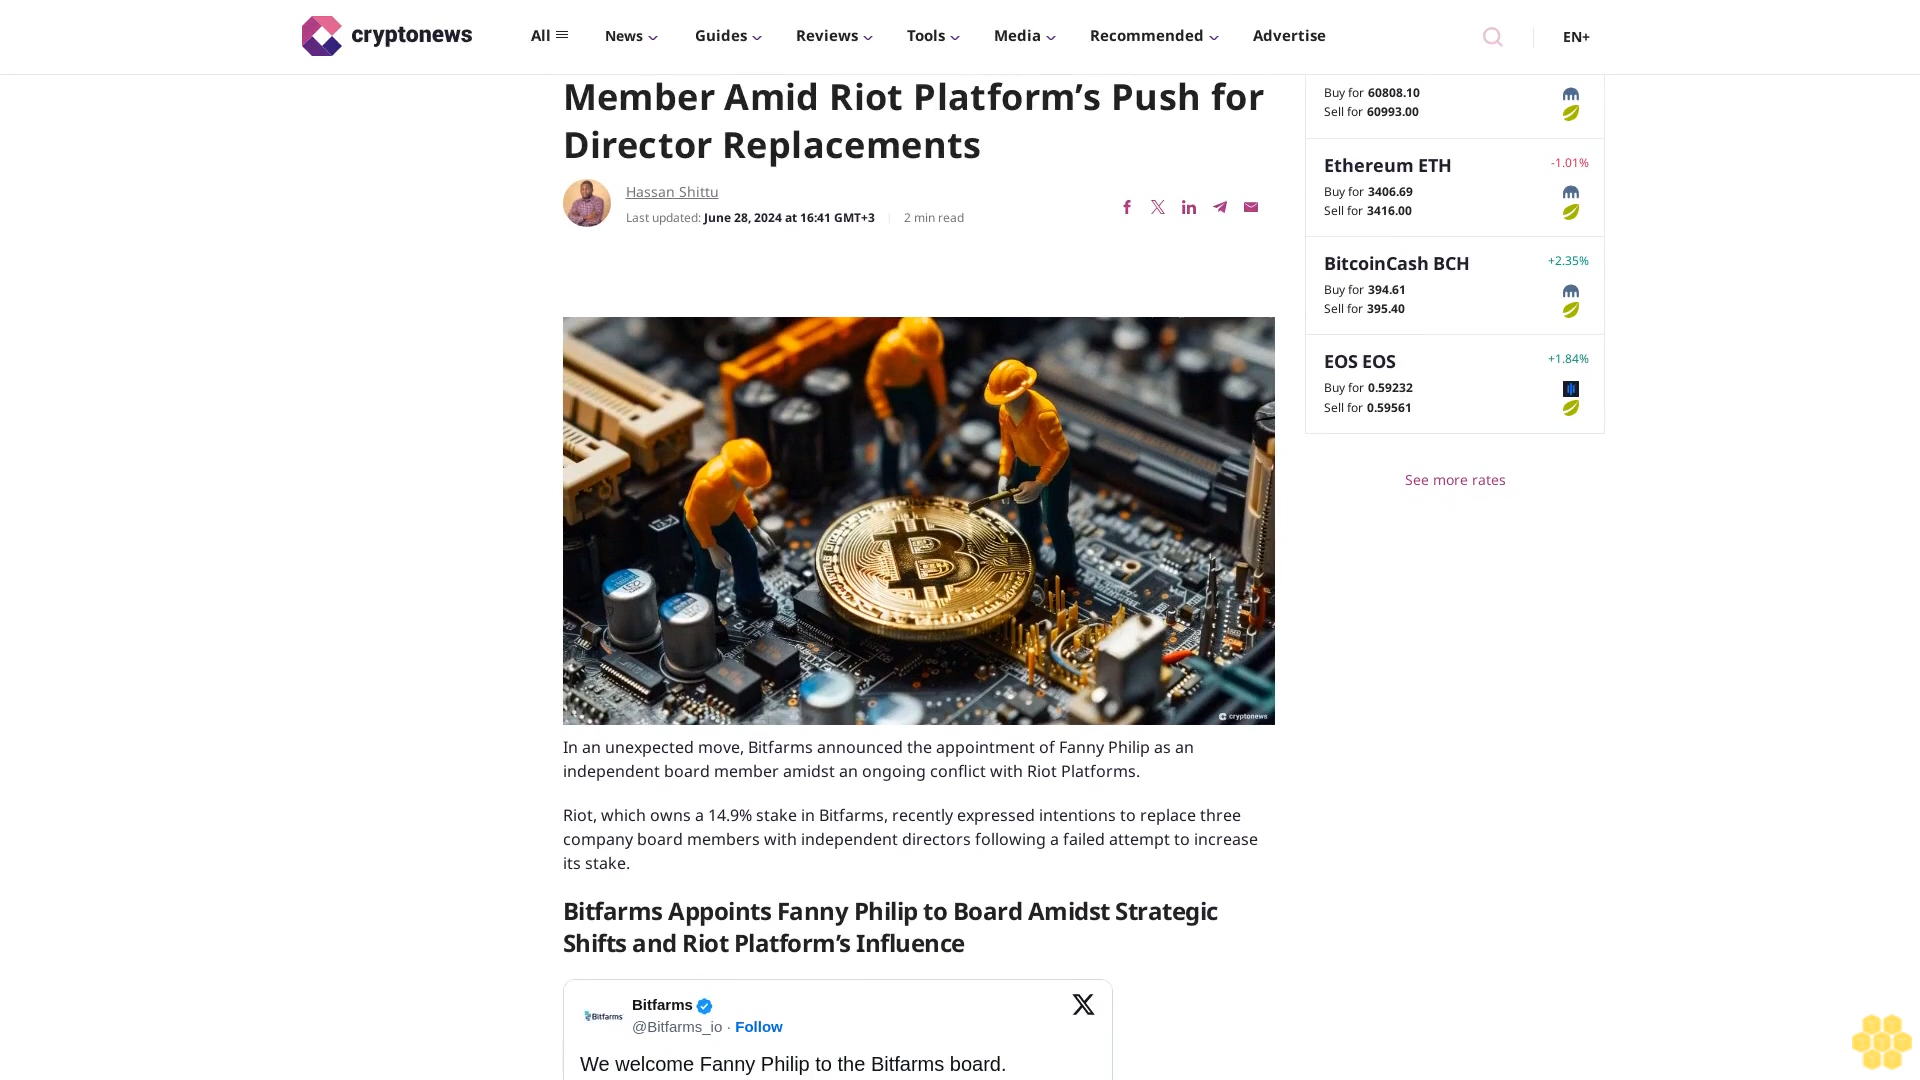 cryptonews
All
News
Guides
Reviews
Tools
Media
Recommended
Advertise
EN+
Member Amid Riot Platform’s Push for
Director Replacements
Hassan Shittu
Last updated: June 28, 2024 at 16:41 GMT+3
2 min read
cryptonews
In an unexpected move, Bitfarms announced the appointment of Fanny Philip as an
independent board member amidst an ongoing conflict with Riot Platforms.
Riot, which owns a 14.9% stake in Bitfarms, recently expressed intentions to replace three
company board members with independent directors following a failed attempt to increase
its stake.
Bitfarms Appoints Fanny Philip to Board Amidst Strategic
Shifts and Riot Platform’s Influence
Bitfarms
Bitfarms
@Bitfarms_io · Follow
We welcome Fanny Philip to the Bitfarms board.
Buy for 60808.10
Sell for 60993.00
Ethereum ETH
-1.01%
Buy for 3406.69
Sell for 3416.00
BitcoinCash BCH
+2.35%
Buy for 394.61
Sell for 395.40
EOS EOS
+1.84%
Buy for 0.59232
Sell for 0.59561
See more rates